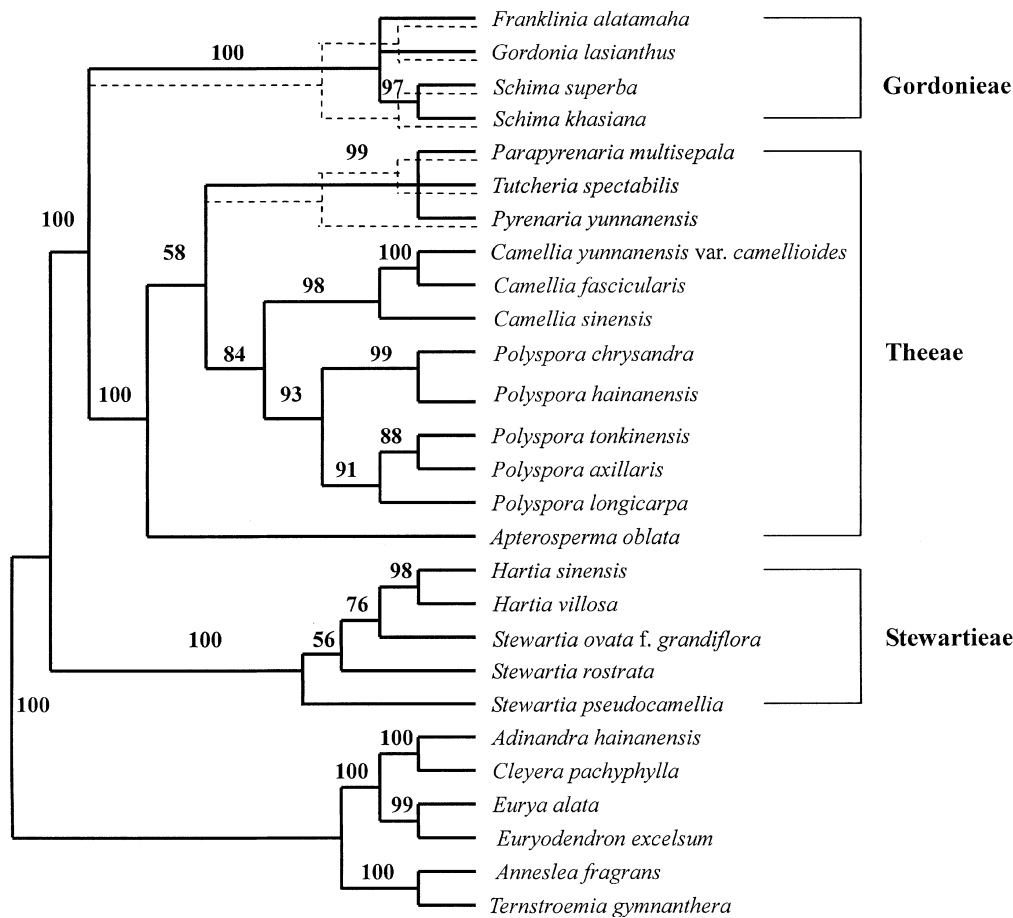 Franklinia alatamaha
100
Gordonia lasianthus
97
Schima superba
Gordonieae
Schima khasiana
99
Parapyrenaria multisepala
Tutcheria spectabilis
100
Pyrenaria yunnanensis
58
100
Camellia yunnanensis var. camellioides
98
Camellia fascicularis
Camellia sinensis
84
99
Polyspora chrysandra
Theeae
100
93
Polyspora hainanensis
88
Polyspora tonkinensis
91
Polyspora axillaris
Polyspora longicarpa
Apterosperma oblata
98
Hartia sinensis
76
Hartia villosa
100
56
Stewartia ovata f. grandiflora
Stewartieae
Stewartia rostrata
100
Stewartia pseudocamellia
100
Adinandra hainanensis
100
Cleyera pachyphylla
99
Eurya alata
Euryodendron excelsum
100
Anneslea fragrans
Ternstroemia gymnanthera